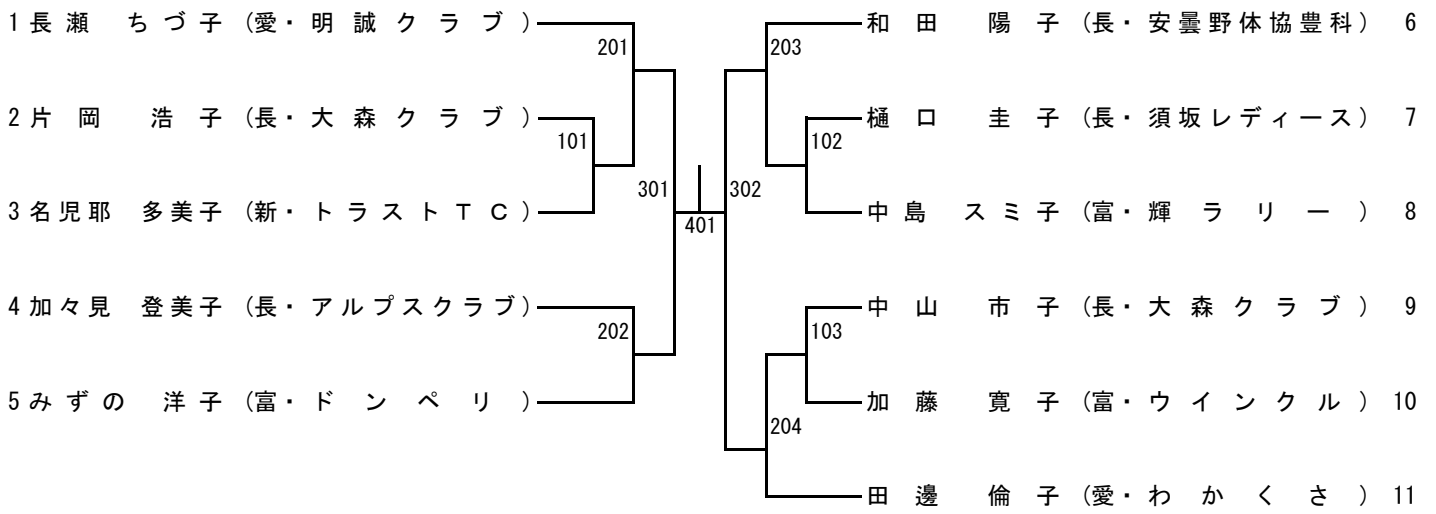 1 長瀬 ちづ子 (愛・明誠クラブ)
201
2 片岡 浩子 (長・大森クラブ)
101
3 名児耶 多美子 (新・トラストTC)
301
4 加々見 登美子 (長・アルプスクラブ)
202
5 みずの 洋子 (富・ドンペリ)
401
和田 陽子 (長・安曇野体協豊科) 6
203
樋口 圭子 (長・須坂レディース) 7
102
中島 スミ子 (富・輝ラリー) 8
302
中山 市子 (長・大森クラブ) 9
103
加藤 寛子 (富・ウインクル) 10
204
田邊 倫子 (愛・わかくさ) 11